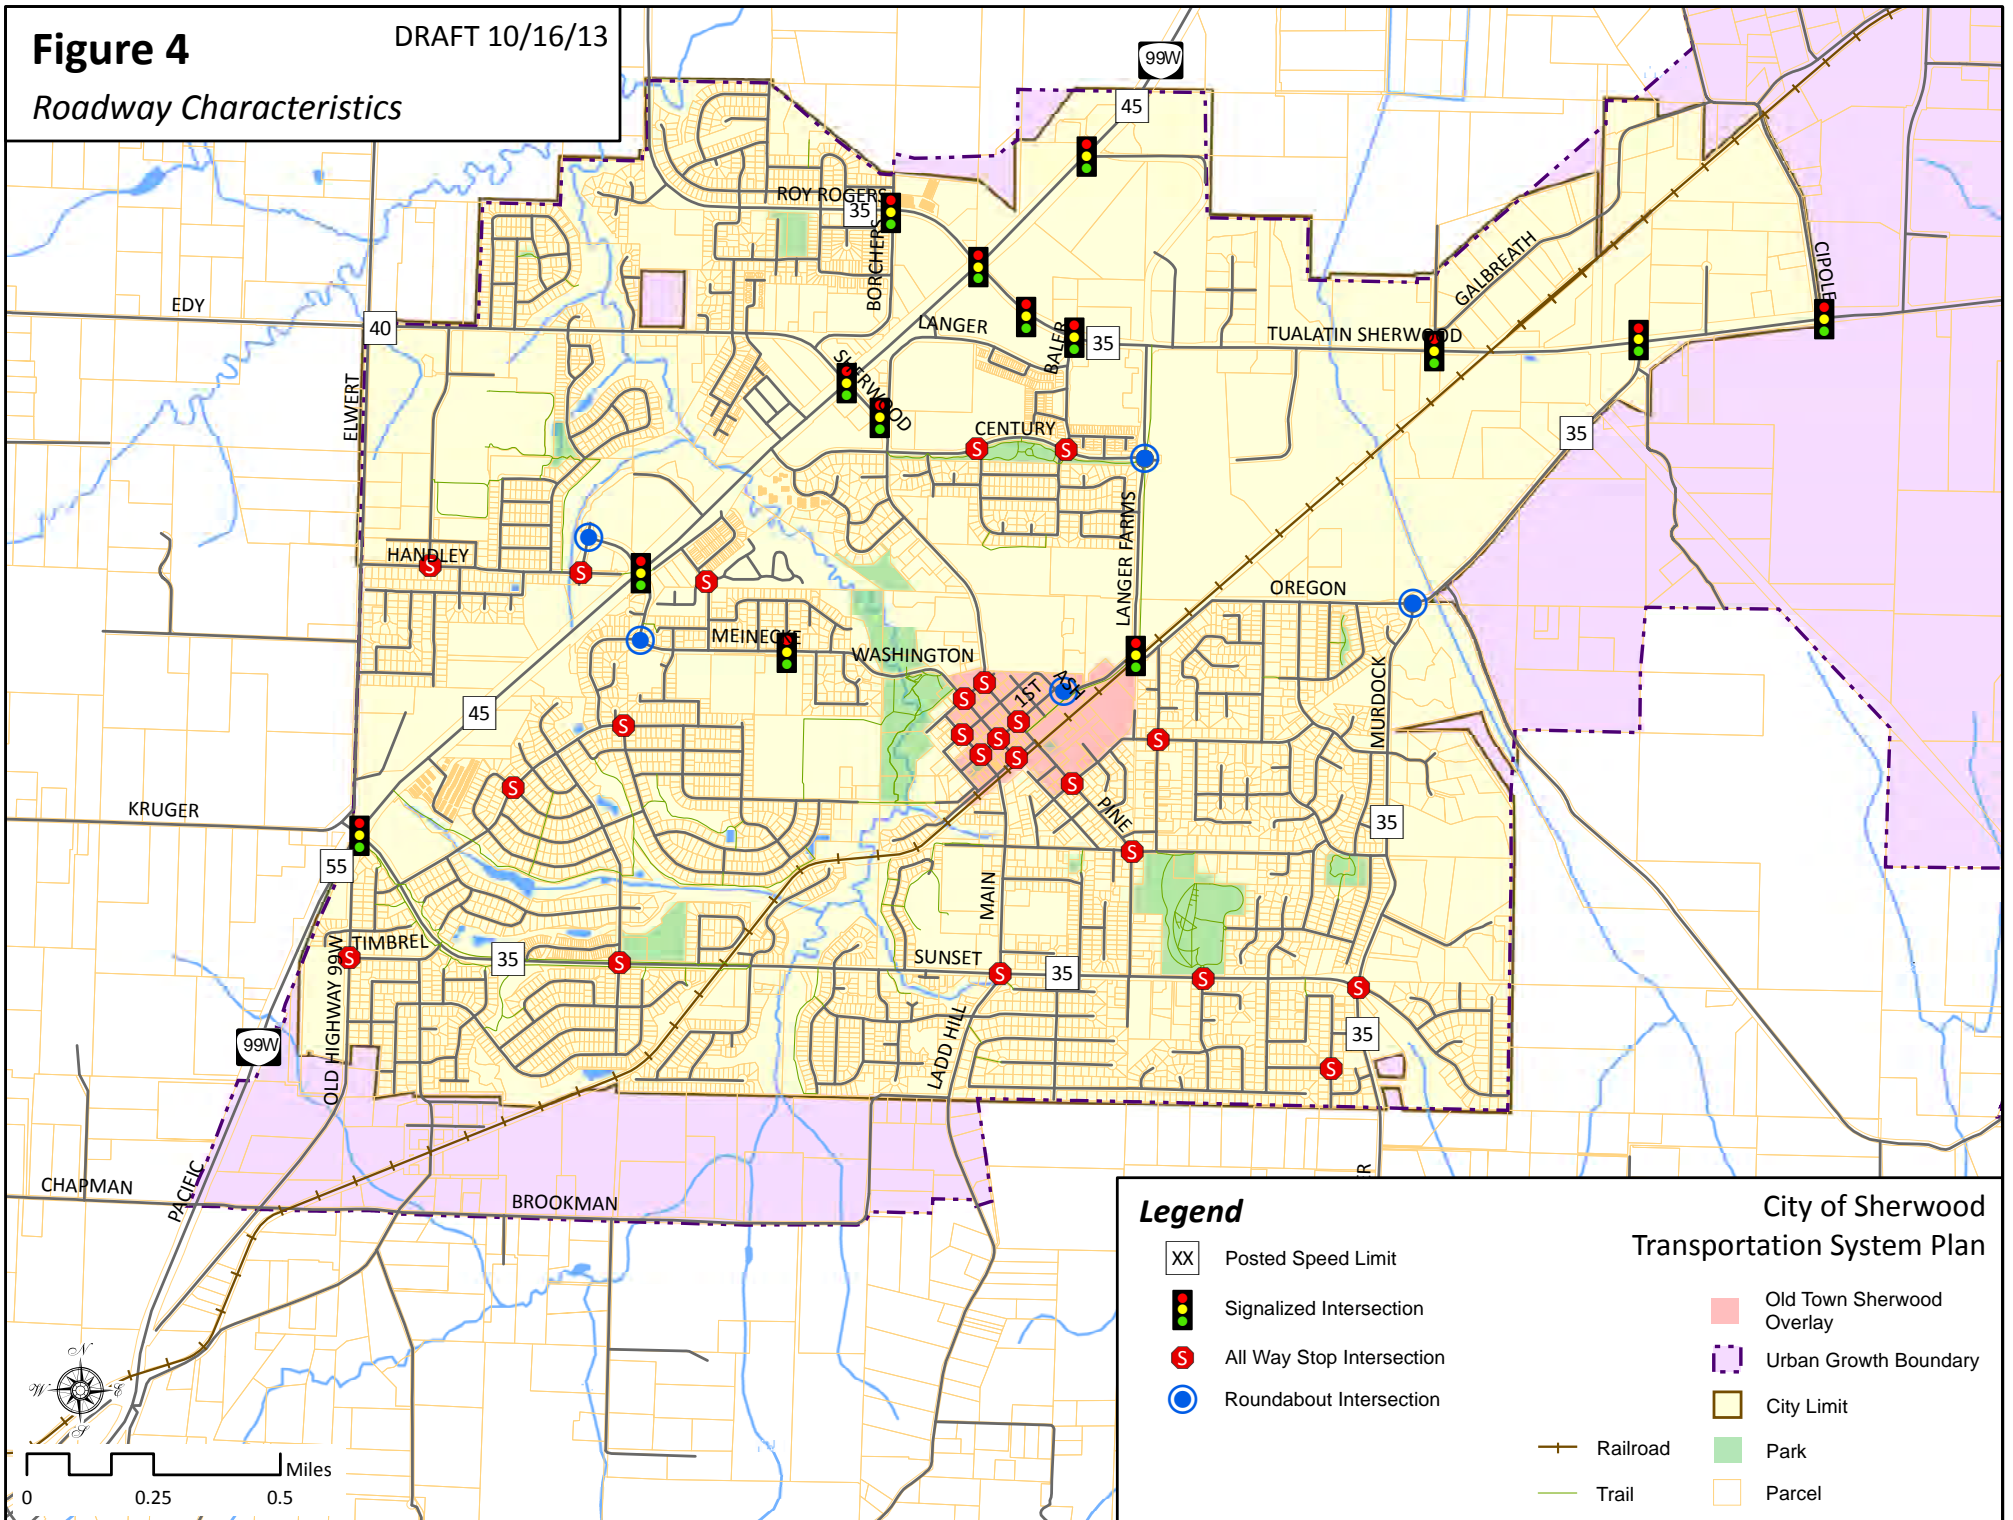 Figure 4
DRAFT 10/16/13
Roadway Characteristics
99W
45
ROY ROGERS
35
BORCHERS
CIPOLE
GALBREATH
EDY
40
LANGER
BALER
35
TUALATIN SHERWOOD
ELWERT
SHERWOOD
CENTURY
35
S
S
LANGER FARMS
HANDLEY
S
S
S
OREGON
MEINECKE
WASHINGTON
MURDOCK
S
S
1ST
ASH
45
S
S
S
S
S
S
S
S
S
S
KRUGER
PINE
35
55
S
MAIN
OLD HIGHWAY 99W
TIMBREL
S
35
S
SUNSET
S
35
S
S
99W
LADD HILL
35
S
PACIFIC
CHAPMAN
BROOKMAN
ER
Legend
City of Sherwood
Transportation System Plan
XX Posted Speed Limit
Signalized Intersection
S All Way Stop Intersection
Roundabout Intersection
Old Town Sherwood
Overlay
Urban Growth Boundary
City Limit
Railroad
Park
Trail
Parcel
N
W E
S
Miles
0 0.25 0.5